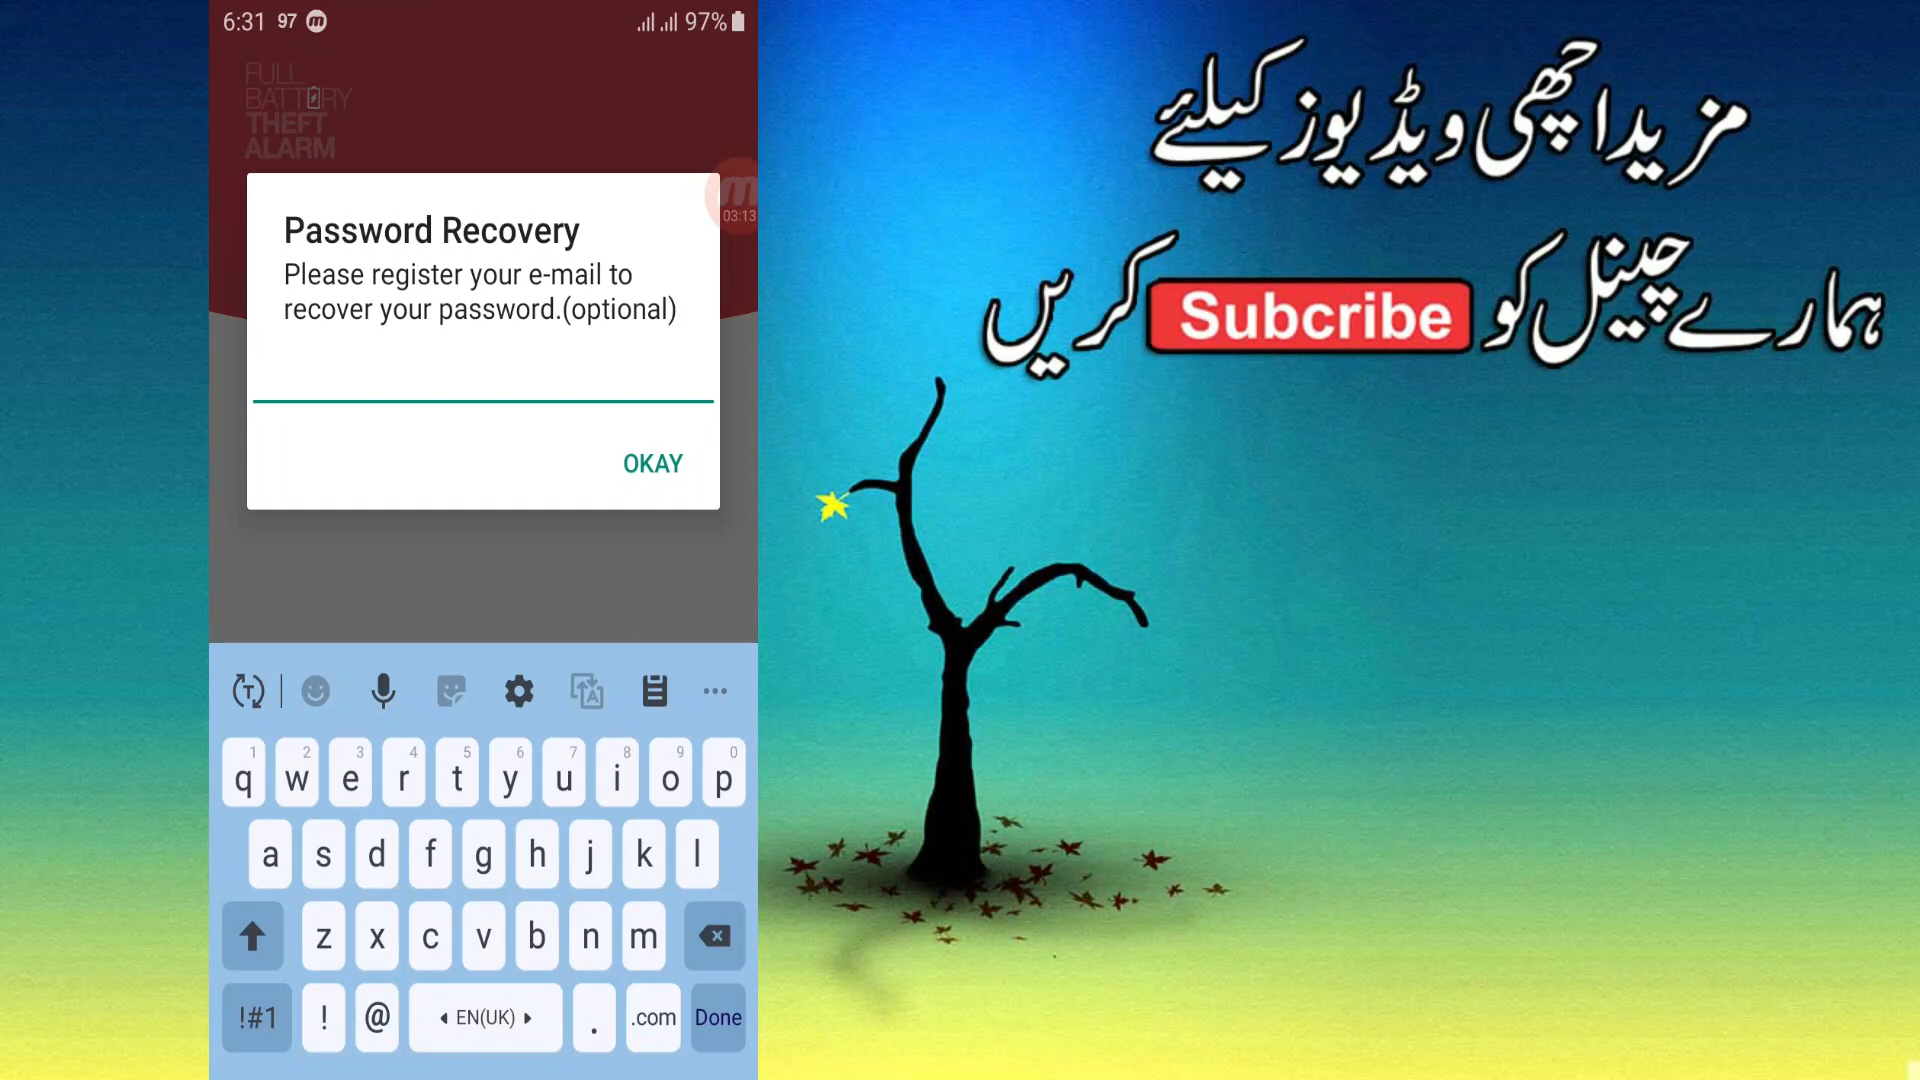 6:31 97 m 97%
FULL
BATTERY
THEFT
ALARM
03:13
Password Recovery
Please register your e-mail to
recover your password.(optional)
OKAY
T
1 2 3 4 5 6 7 8 9 0
q w e r t y u i o p
a s d f g h j k l
z x c v b n m
!#1 ! @ EN(UK) . .com Done
مزید اچھی ویڈیوز کیلئے
ہمارے چینل کو Subcribe کریں